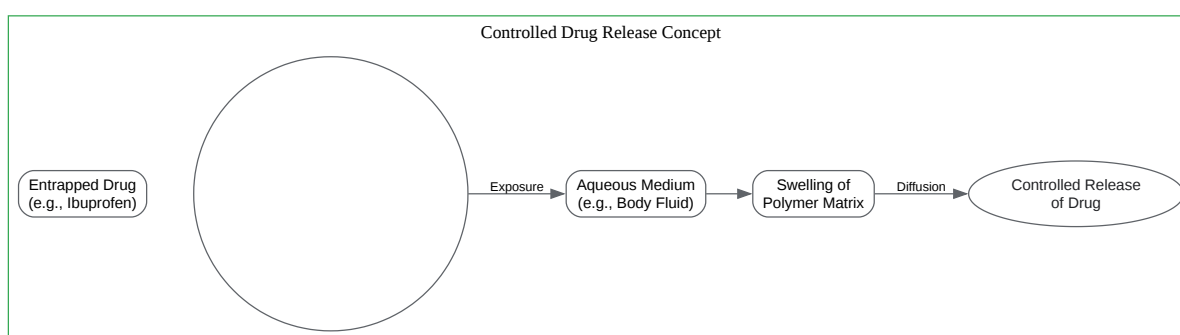 Controlled Drug Release Concept
Entrapped Drug
(e.g., Ibuprofen)
Exposure
Aqueous Medium
(e.g., Body Fluid)
Swelling of
Polymer Matrix
Diffusion
Controlled Release
of Drug